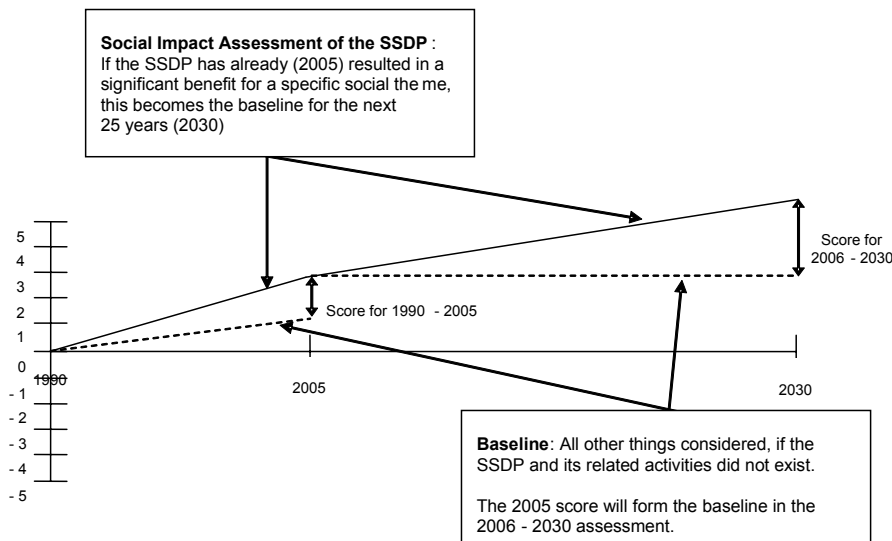 Social Impact Assessment of the SSDP :
If the SSDP has already (2005) resulted in a
significant benefit for a specific social the me,
this becomes the baseline for the next
25 years (2030)
5
4
3
2
1
0
- 1
- 2
- 3
- 4
- 5
1990
2005
2030
Score for 1990 - 2005
Score for
2006 - 2030
Baseline: All other things considered, if the
SSDP and its related activities did not exist.
The 2005 score will form the baseline in the
2006 - 2030 assessment.